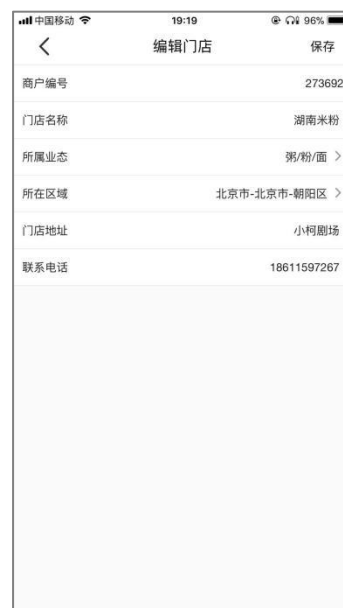 中国移动 19:19 96%
编辑门店 保存
商户编号 273692
门店名称 湖南米粉
所属业态 粥/粉/面 >
所在区域 北京市-北京市-朝阳区 >
门店地址 小柯剧场
联系电话 18611597267